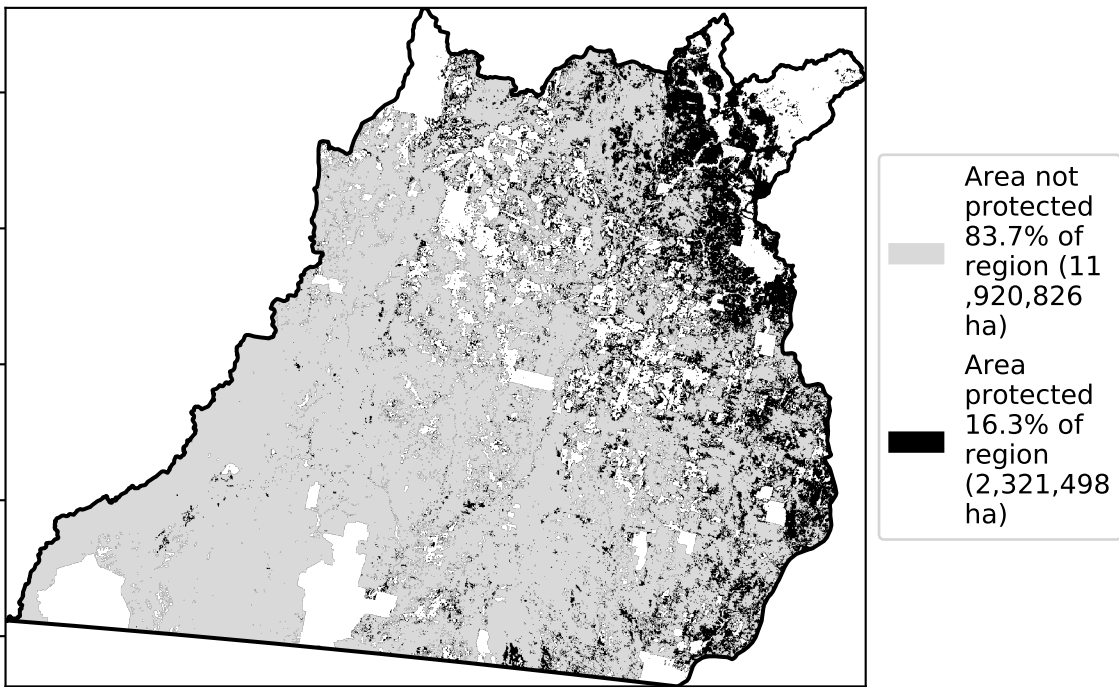 Area not
protected
83.7% of
region (11
,920,826
ha)
Area
protected
16.3% of
region
(2,321,498
ha)